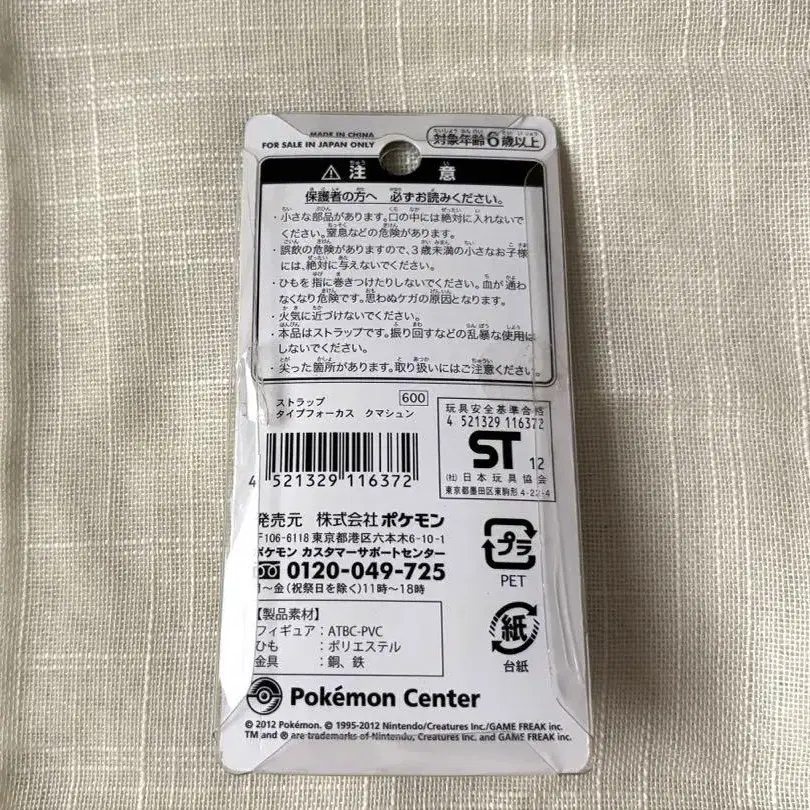 MADE IN CHINA
FOR SALE IN JAPAN ONLY
対象年齢6歳以上
⚠ 注 意
保護者の方へ 必ずお読みください。
・小さな部品があります。口の中には絶対に入れないで
ください。窒息などの危険があります。
・誤飲の危険がありますので、3歳未満の小さなお子様
には、絶対に与えないでください。
・ひもを指に巻きつけたりしないでください。血が通わ
なくなり危険です。思わぬケガの原因となります。
・火気に近づけないでください。
・本品はストラップです。振り回すなどの乱暴な使用は
しないでください。
・尖った箇所があります。取り扱いにはご注意ください。
ストラップ 600
タイプフォーカス クマシュン
4 521329 116372
玩具安全基準合格
4 521329 116372
ST 12
(社)日本玩具協会
東京都墨田区東駒形4-22-4
発売元 株式会社ポケモン
〒106-6118 東京都港区六本木6-10-1
ポケモン カスタマーサポートセンター
0120-049-725
月〜金(祝祭日を除く)11時〜18時
プラ
PET
紙
台紙
【製品素材】
フィギュア:ATBC-PVC
ひも :ポリエステル
金具 :銅、鉄
Pokémon Center
© 2012 Pokémon. © 1995-2012 Nintendo/Creatures Inc./GAME FREAK inc.
TM and ® are trademarks of Nintendo, Creatures Inc. and GAME FREAK inc.